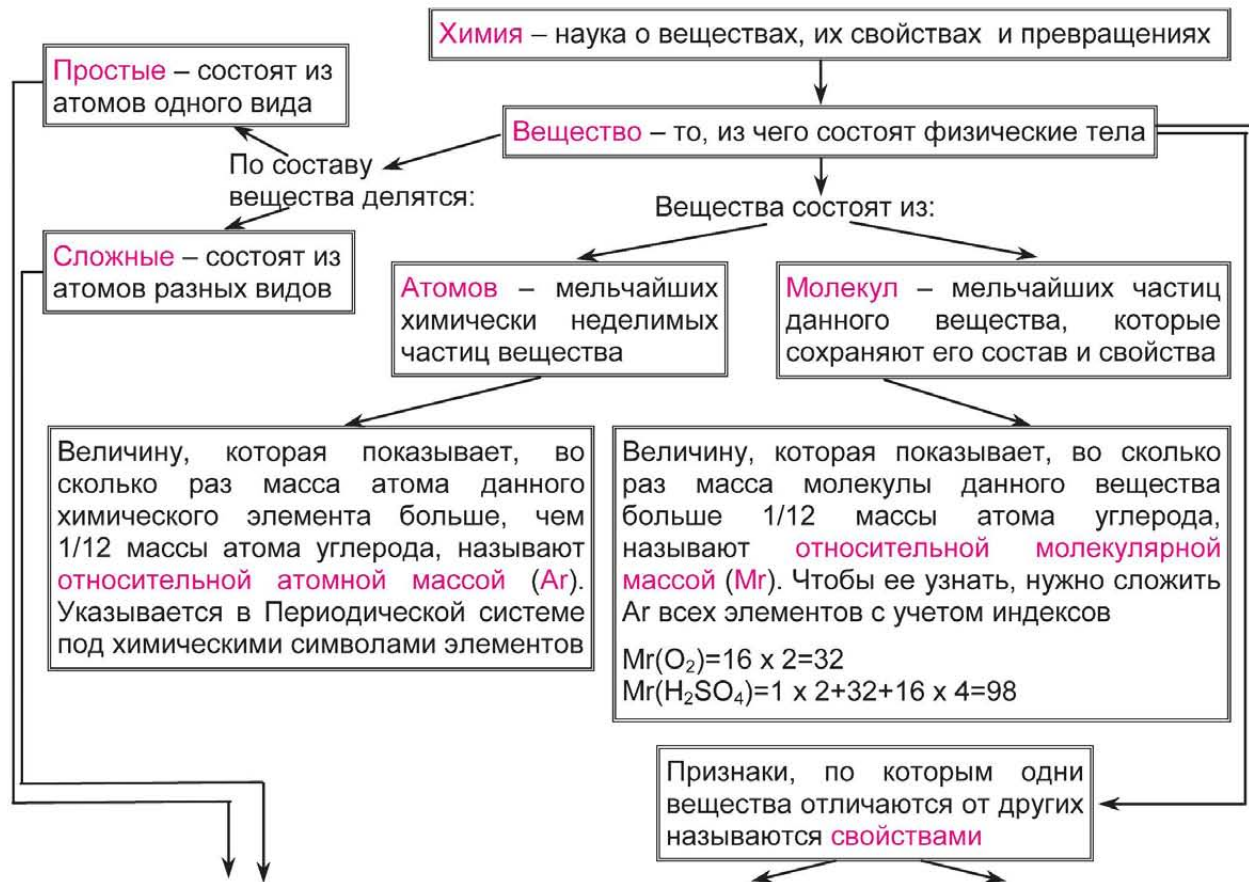 Химия – наука о веществах, их свойствах и превращениях
Простые – состоят из
атомов одного вида
Вещество – то, из чего состоят физические тела
По составу
вещества делятся:
Вещества состоят из:
Сложные – состоят из
атомов разных видов
Атомов – мельчайших
химически неделимых
частиц вещества
Молекул – мельчайших частиц
данного вещества, которые
сохраняют его состав и свойства
Величину, которая показывает, во
сколько раз масса атома данного
химического элемента больше, чем
1/12 массы атома углерода, называют
относительной атомной массой (Ar).
Указывается в Периодической системе
под химическими символами элементов
Величину, которая показывает, во сколько
раз масса молекулы данного вещества
больше 1/12 массы атома углерода,
называют относительной молекулярной
массой (Mr). Чтобы ее узнать, нужно сложить
Ar всех элементов с учетом индексов
Mr(O₂)=16 x 2=32
Mr(H₂SO₄)=1 x 2+32+16 x 4=98
Признаки, по которым одни
вещества отличаются от других
называются свойствами